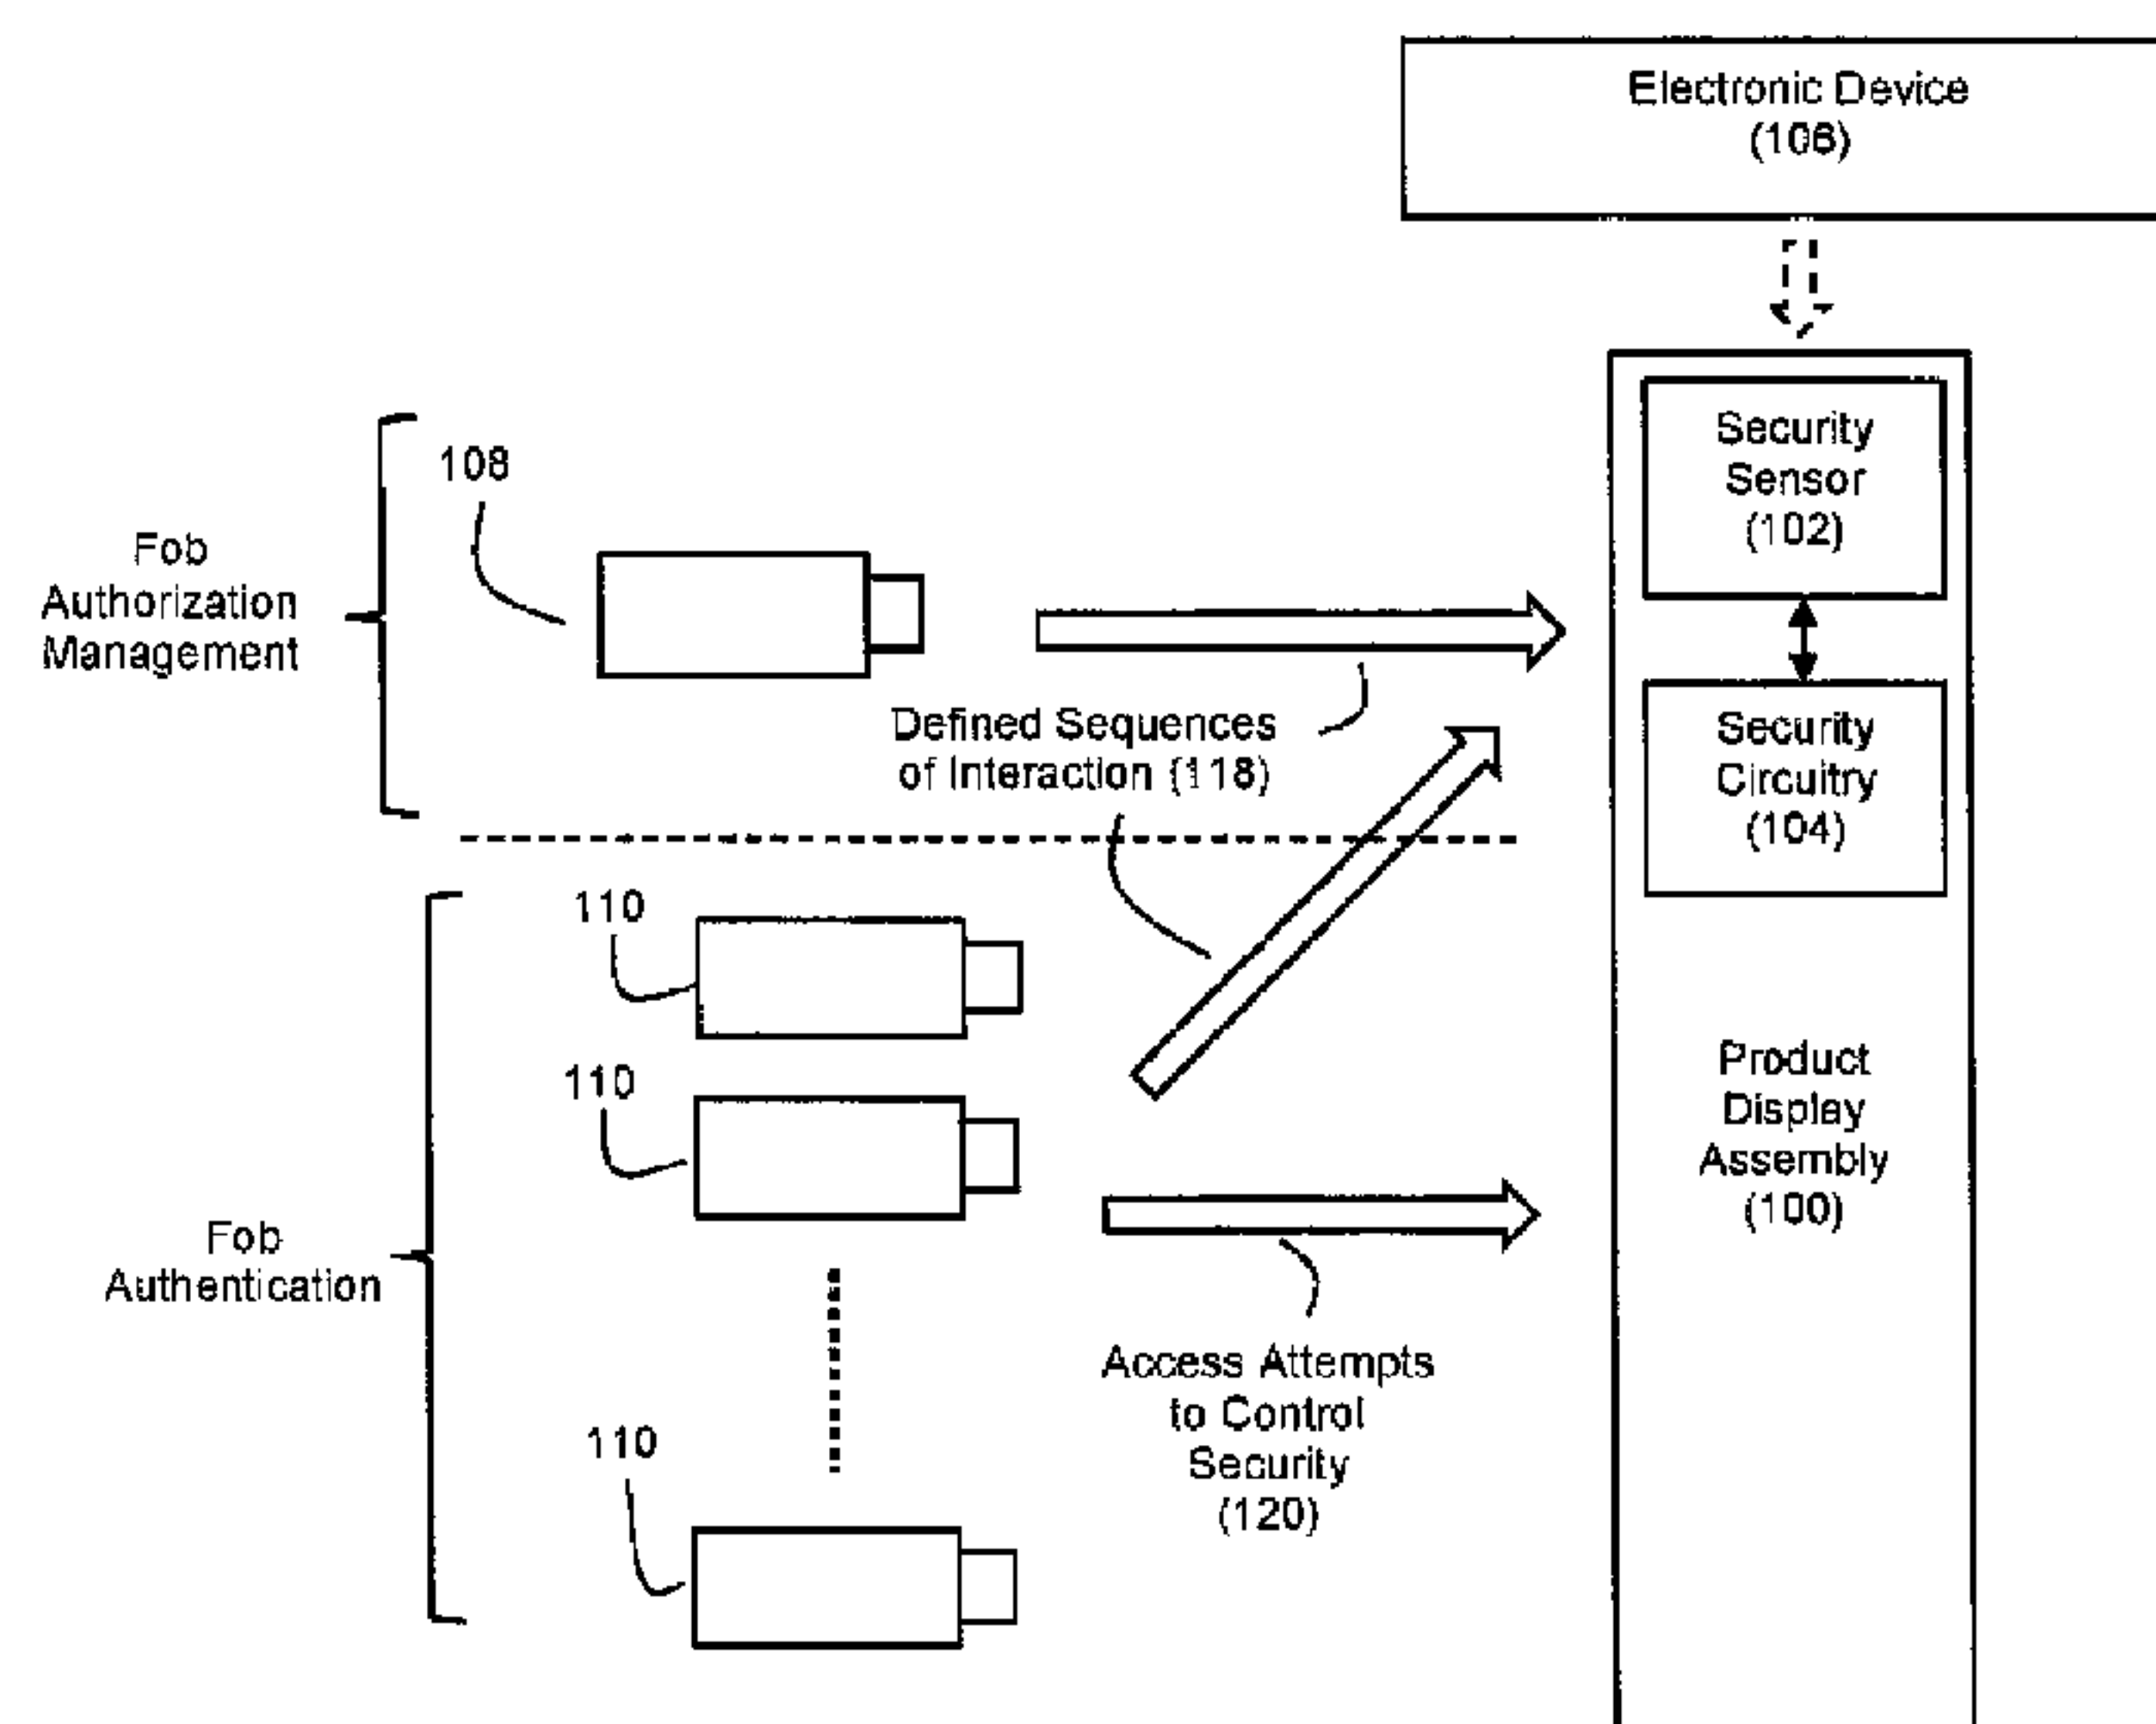 Electronic Device
(106)
Security
Sensor
(102)
108
Fob
Authorization
Management
Defined Sequences
of Interaction (118)
Security
Circuitry
(104)
110
110
Product
Display
Assembly
(100)
Fob
Authentication
Access Attempts
to Control
Security
(120)
110